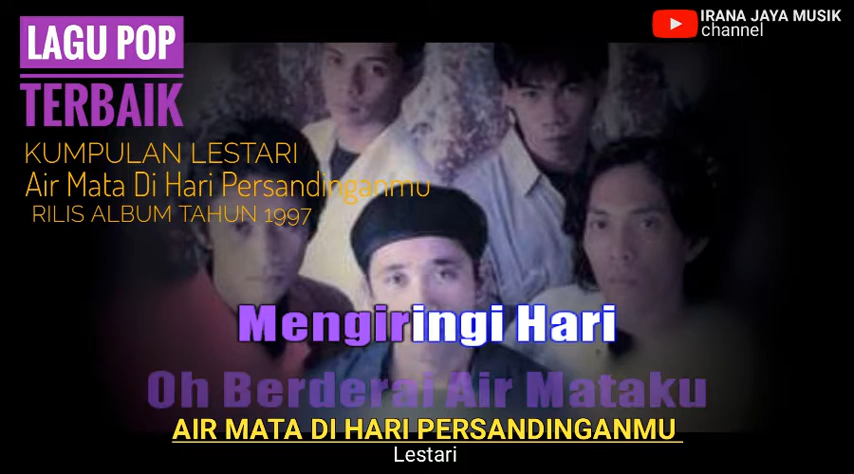 LAGU POP
TERBAIK
IRANA JAYA MUSIK
channel
KUMPULAN LESTARI
Air Mata Di Hari Persandinganmu
RILIS ALBUM TAHUN 1997
Mengiringi Hari
Oh Berderai Air Mataku
AIR MATA DI HARI PERSANDINGANMU
Lestari